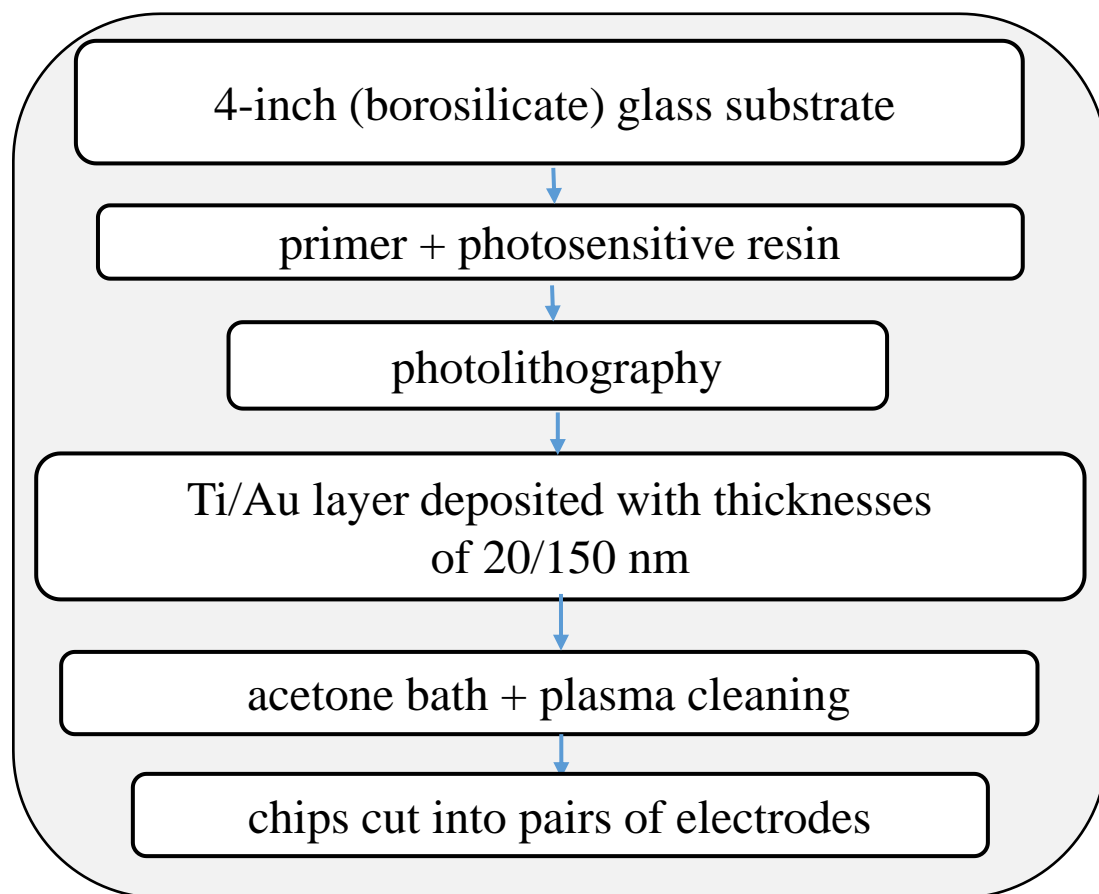 4-inch (borosilicate) glass substrate
primer + photosensitive resin
photolithography
Ti/Au layer deposited with thicknesses
of 20/150 nm
acetone bath + plasma cleaning
chips cut into pairs of electrodes